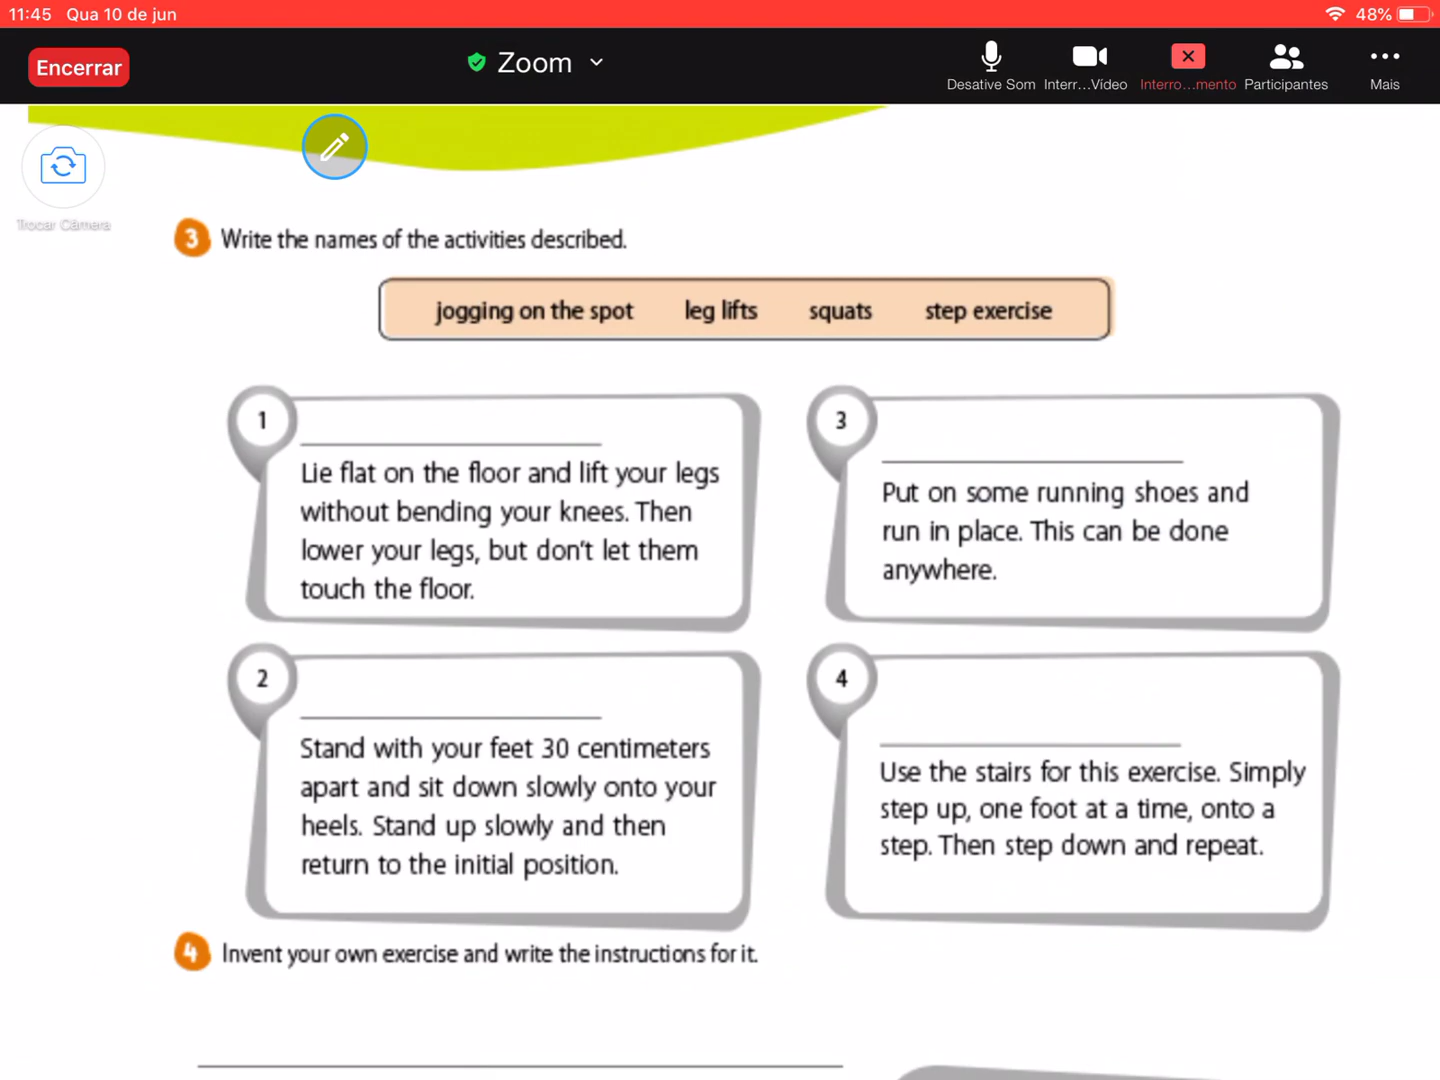 11:45 Qua 10 de jun
48%
Encerrar
Zoom
Desative Som
Interr...Vídeo
Interro...mento
Participantes
Mais
Trocar Câmera
3 Write the names of the activities described.
jogging on the spot leg lifts squats step exercise
1
Lie flat on the floor and lift your legs
without bending your knees. Then
lower your legs, but don't let them
touch the floor.
3
Put on some running shoes and
run in place. This can be done
anywhere.
2
Stand with your feet 30 centimeters
apart and sit down slowly onto your
heels. Stand up slowly and then
return to the initial position.
4
Use the stairs for this exercise. Simply
step up, one foot at a time, onto a
step. Then step down and repeat.
4 Invent your own exercise and write the instructions for it.